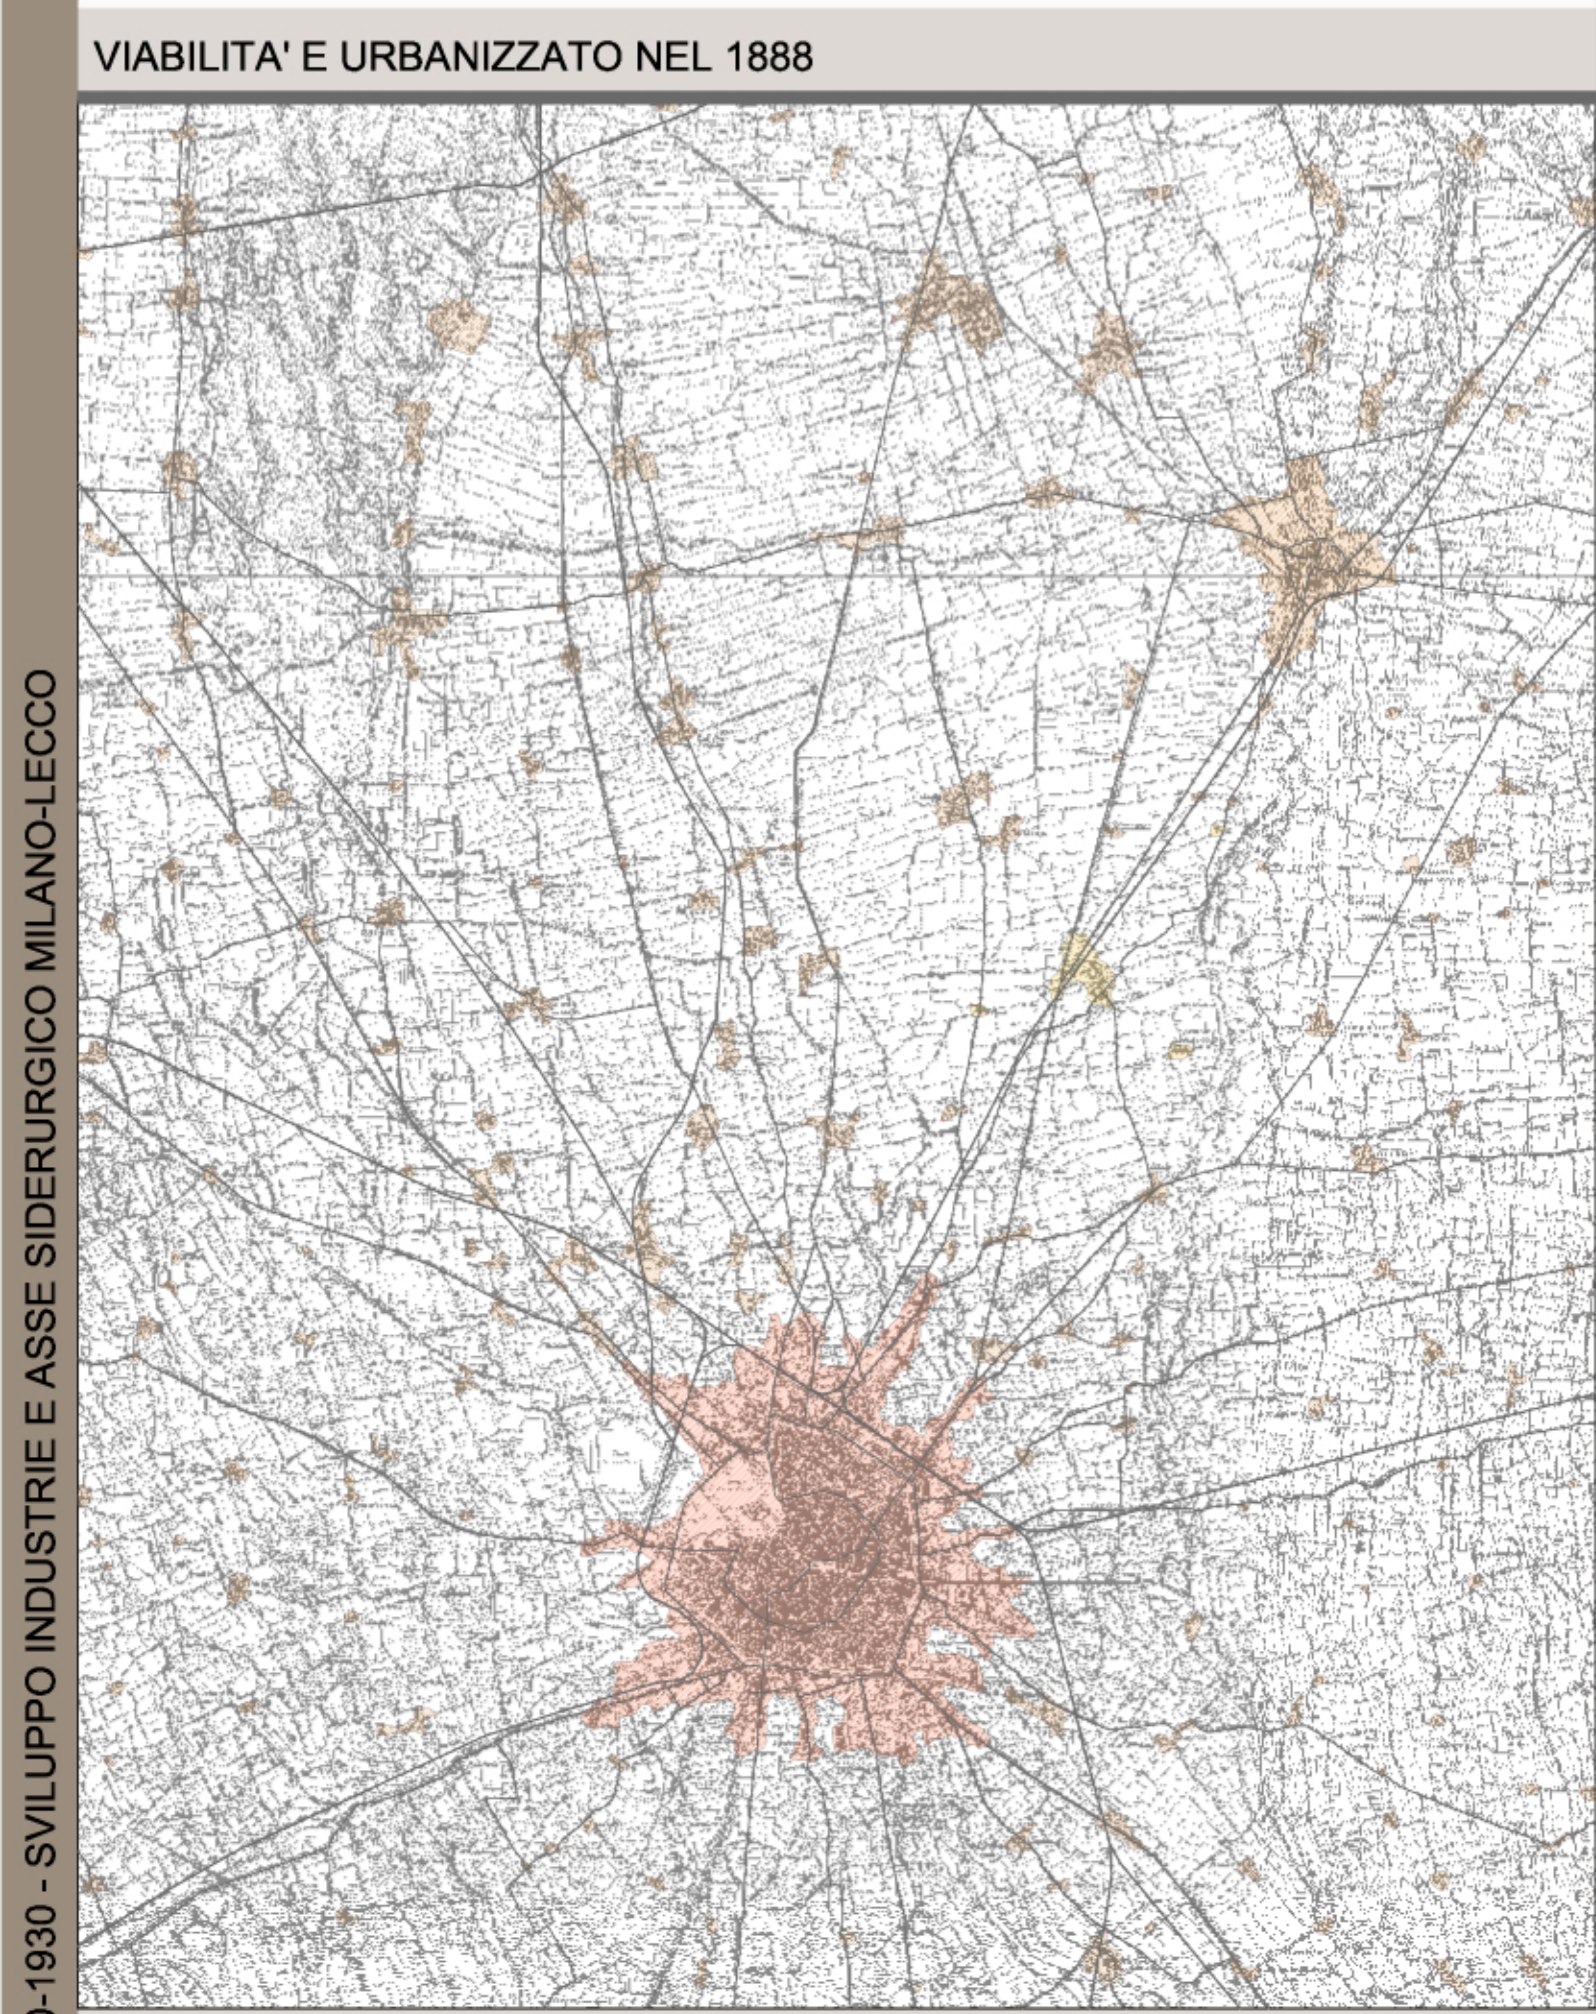 VIABILITA' E URBANIZZATO NEL 1888
-1930 - SVILUPPO INDUSTRIE E ASSE SIDERURGICO MILANO-LECCO